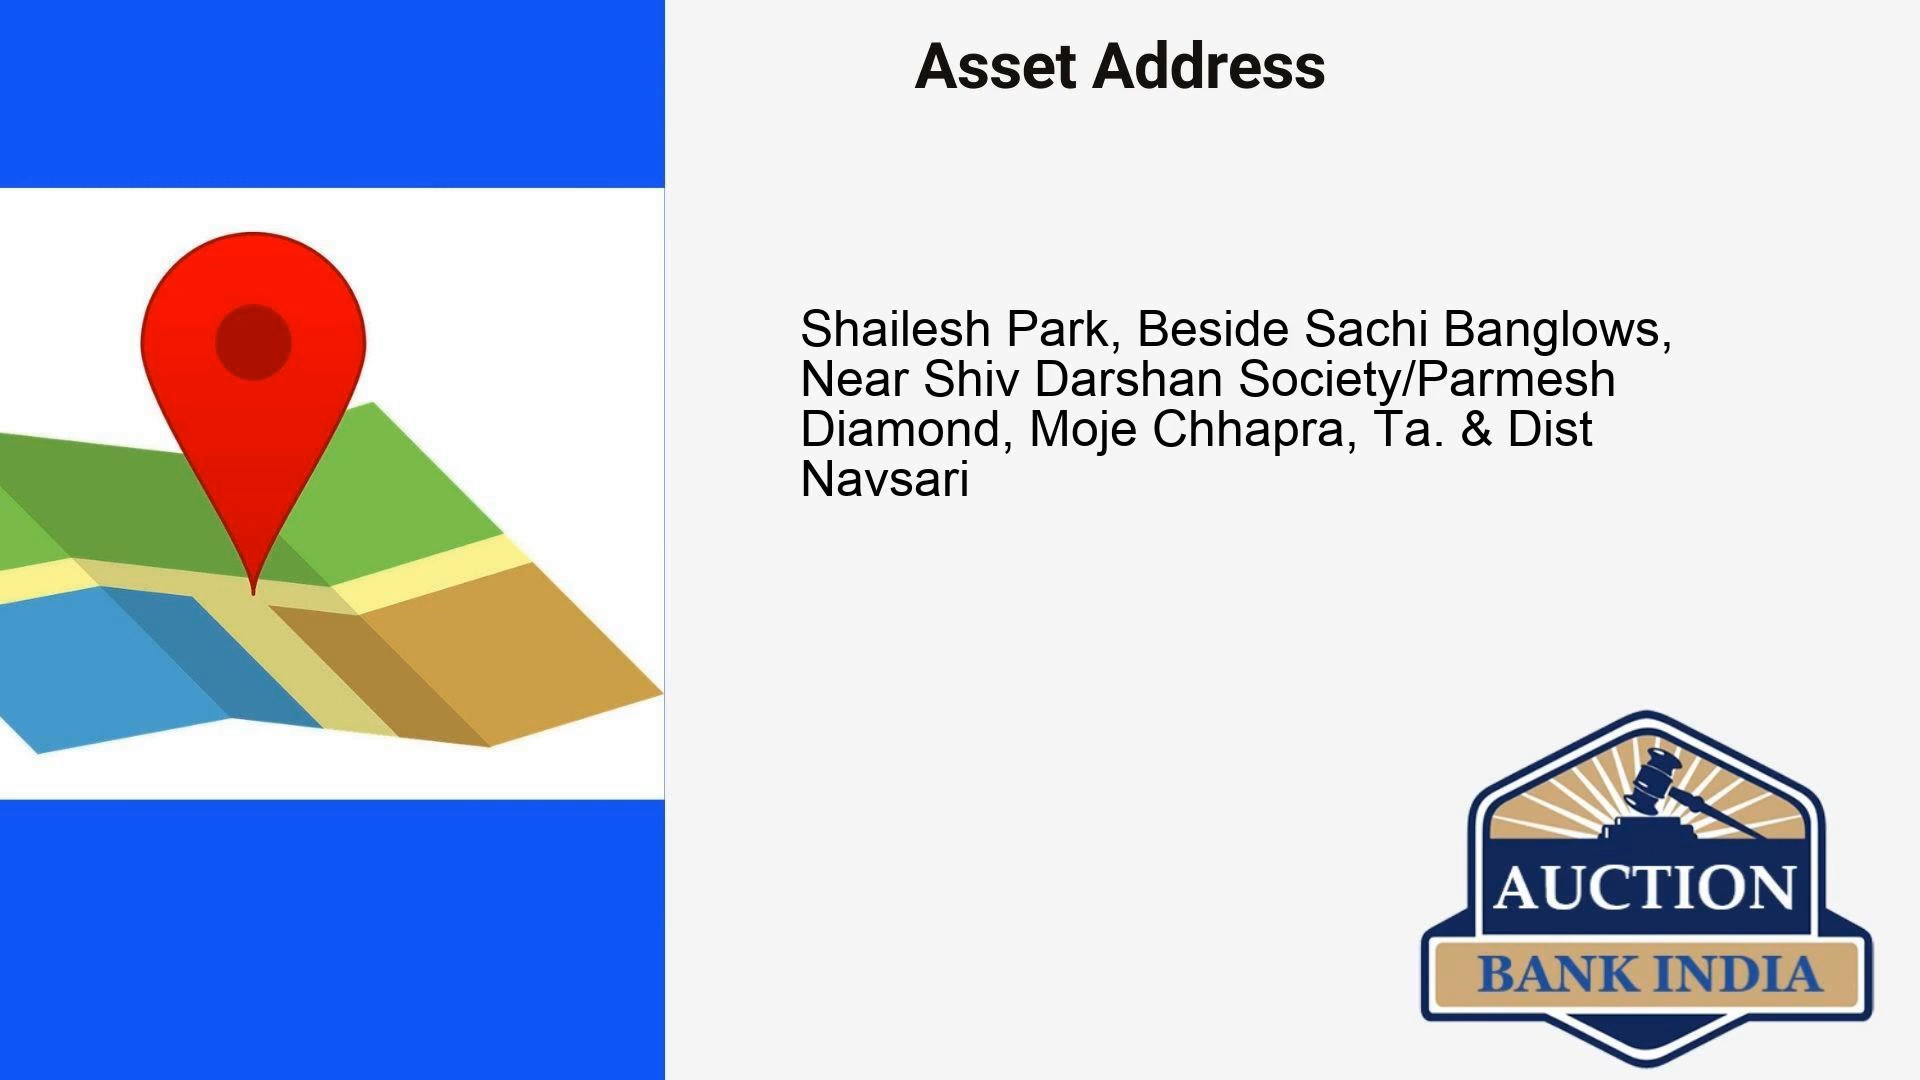 Asset Address
Shailesh Park, Beside Sachi Banglows,
Near Shiv Darshan Society/Parmesh
Diamond, Moje Chhapra, Ta. & Dist
Navsari
AUCTION
BANK INDIA